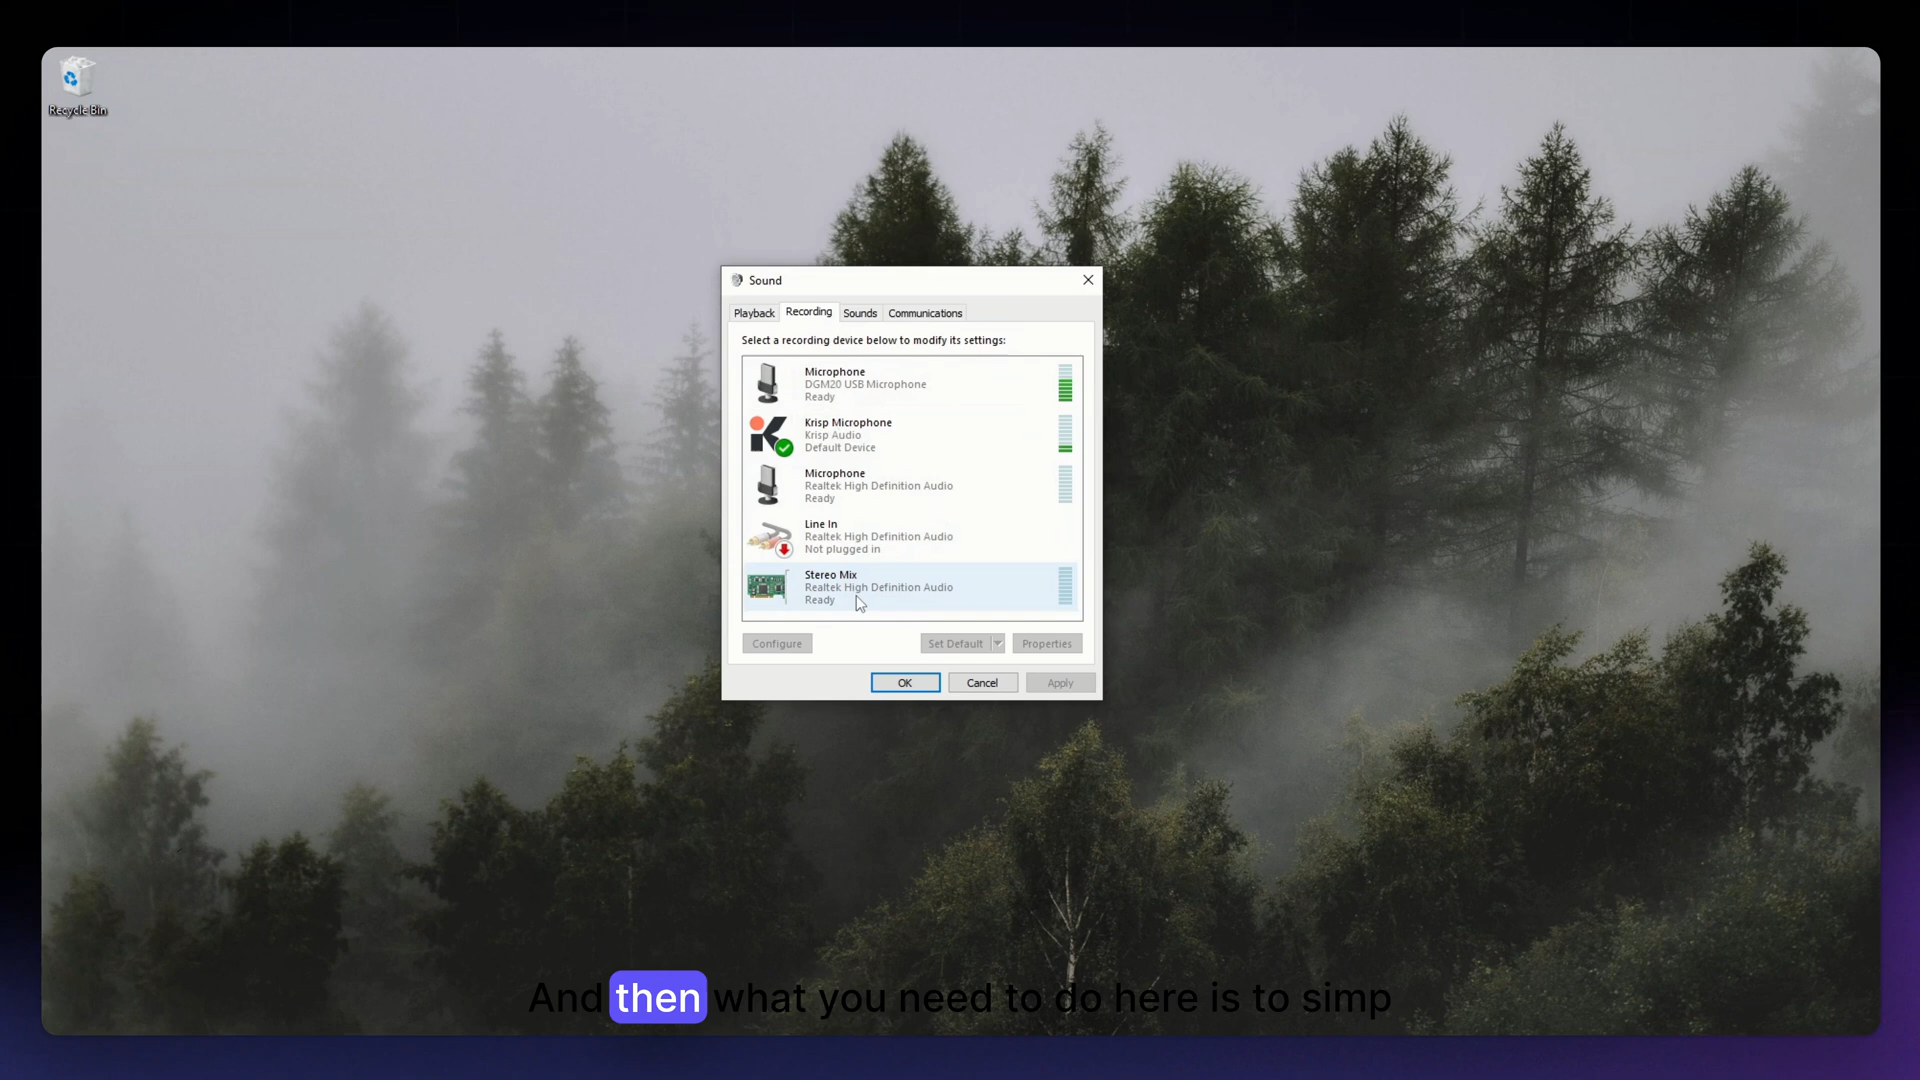 Recycle Bin
Sound
Playback
Recording
Sounds
Communications
Select a recording device below to modify its settings:
Microphone
DGM20 USB Microphone
Ready
Krisp Microphone
Krisp Audio
Default Device
Microphone
Realtek High Definition Audio
Ready
Line In
Realtek High Definition Audio
Not plugged in
Stereo Mix
Realtek High Definition Audio
Ready
Configure
Set Default
Properties
OK
Cancel
Apply
And then what you need to do here is to simp